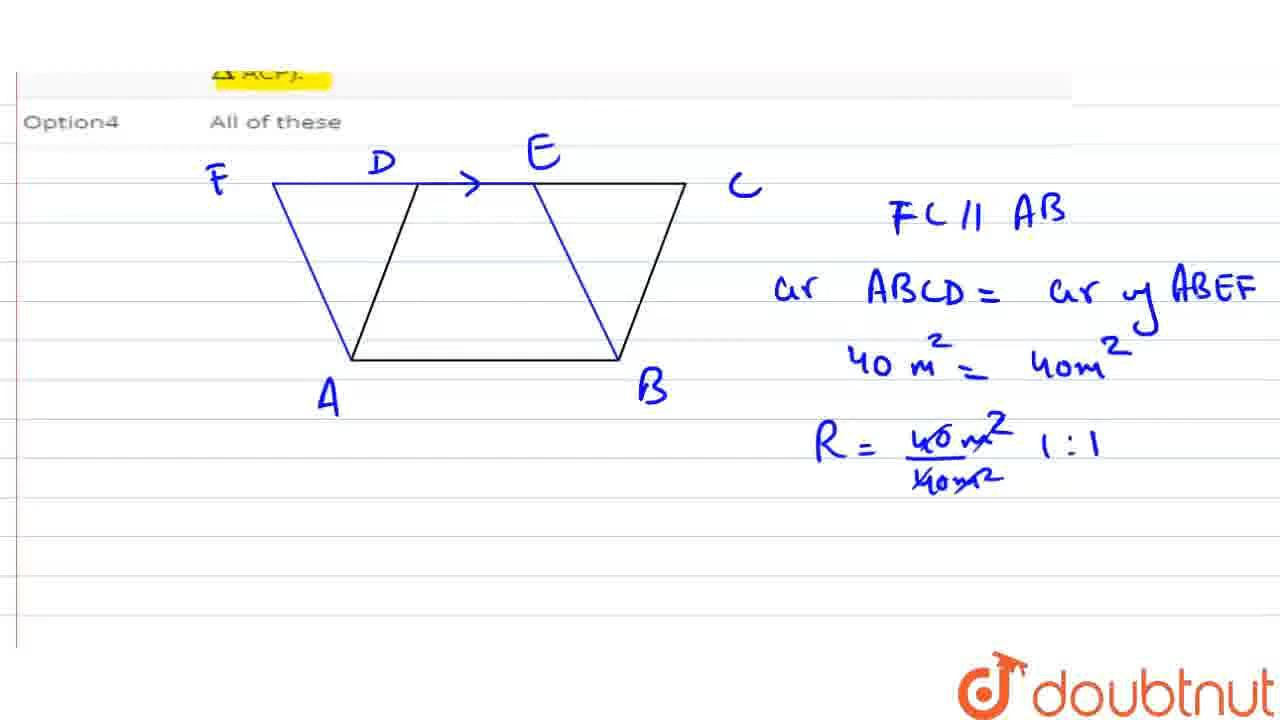 Δ ACP).
Option4 All of these
F D E C
A B
FC || AB
ar ABCD = ar of ABEF
40 m² = 40m²
R = 40m²/40m² 1:1
doubtnut